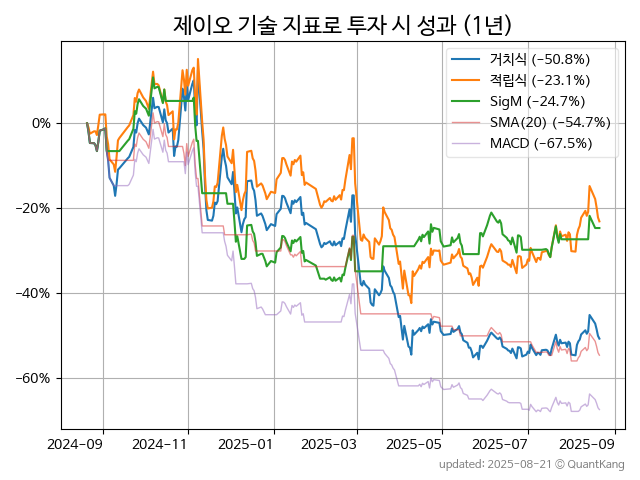 제이오 기술 지표로 투자 시 성과 (1년)
거치식 (−50.8%)
적립식 (−23.1%)
SigM (−24.7%)
SMA(20) (−54.7%)
MACD (−67.5%)
0%
−20%
−40%
−60%
2024-09 2024-11 2025-01 2025-03 2025-05 2025-07 2025-09
updated: 2025-08-21 © QuantKang